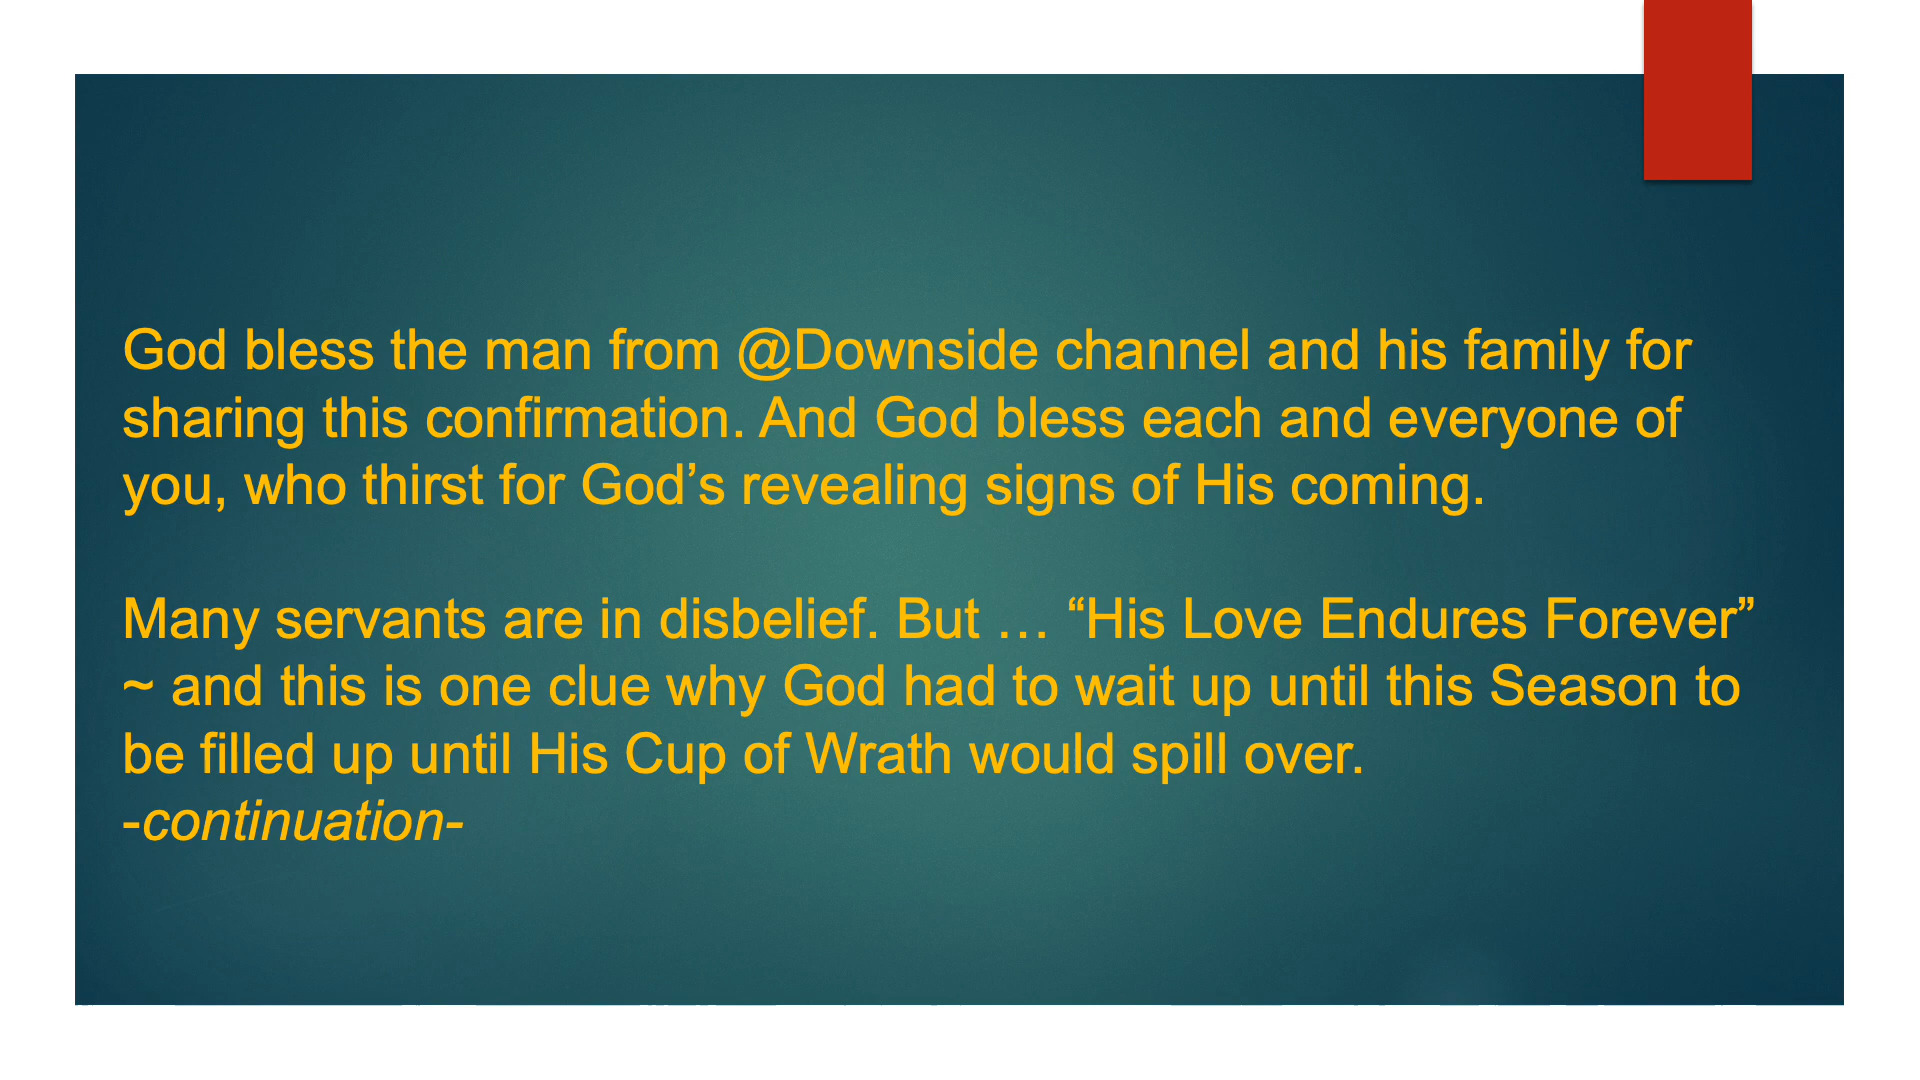 God bless the man from @Downside channel and his family for
sharing this confirmation. And God bless each and everyone of
you, who thirst for God’s revealing signs of His coming.
Many servants are in disbelief. But … “His Love Endures Forever”
~ and this is one clue why God had to wait up until this Season to
be filled up until His Cup of Wrath would spill over.
-continuation-